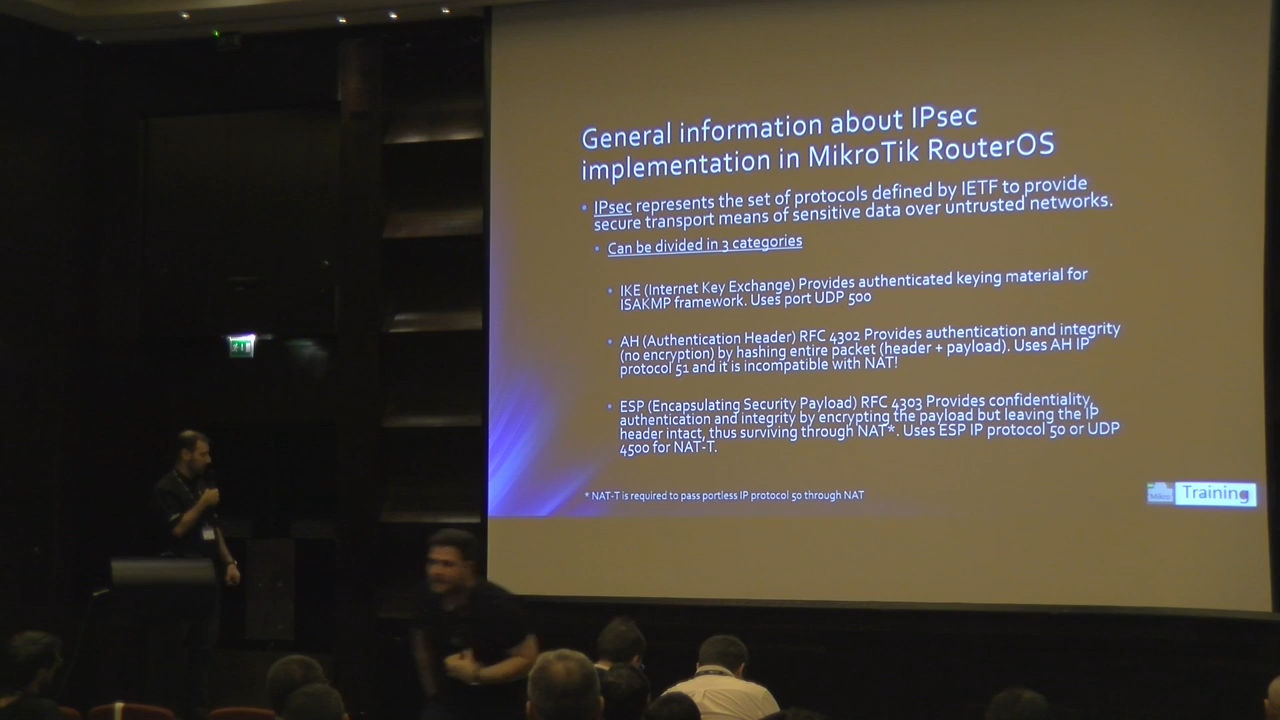 General information about IPsec
implementation in MikroTik RouterOS
• IPsec represents the set of protocols defined by IETF to provide
secure transport means of sensitive data over untrusted networks.
• Can be divided in 3 categories
• IKE (Internet Key Exchange) Provides authenticated keying material for
ISAKMP framework. Uses port UDP 500
• AH (Authentication Header) RFC 4302 Provides authentication and integrity
(no encryption) by hashing entire packet (header + payload). Uses AH IP
protocol 51 and it is incompatible with NAT!
• ESP (Encapsulating Security Payload) RFC 4303 Provides confidentiality,
authentication and integrity by encrypting the payload but leaving the IP
header intact, thus surviving through NAT*. Uses ESP IP protocol 50 or UDP
4500 for NAT-T.
* NAT-T is required to pass portless IP protocol 50 through NAT
Mikro Training